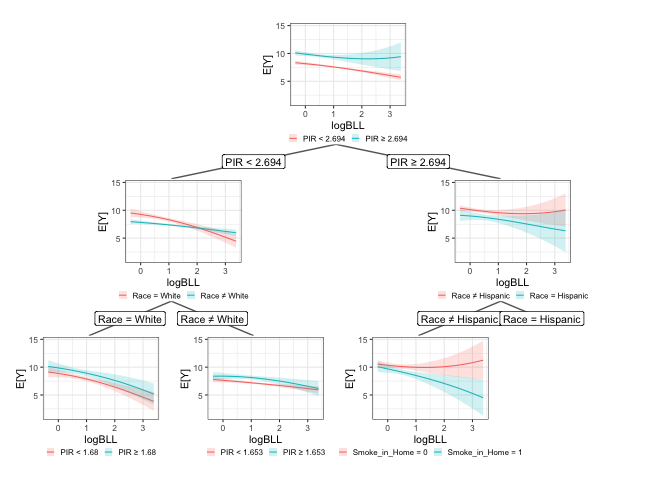 15
10
5
E[Y]
0 1 2 3
logBLL
PIR < 2.694 PIR ≥ 2.694
PIR < 2.694
PIR ≥ 2.694
15
10
5
E[Y]
0 1 2 3
logBLL
Race = White Race ≠ White
15
10
5
E[Y]
0 1 2 3
logBLL
Race ≠ Hispanic Race = Hispanic
Race = White
Race ≠ White
Race ≠ Hispanic
Race = Hispanic
15
10
5
E[Y]
0 1 2 3
logBLL
PIR < 1.68 PIR ≥ 1.68
15
10
5
E[Y]
0 1 2 3
logBLL
PIR < 1.653 PIR ≥ 1.653
15
10
5
E[Y]
0 1 2 3
logBLL
Smoke_in_Home = 0 Smoke_in_Home = 1